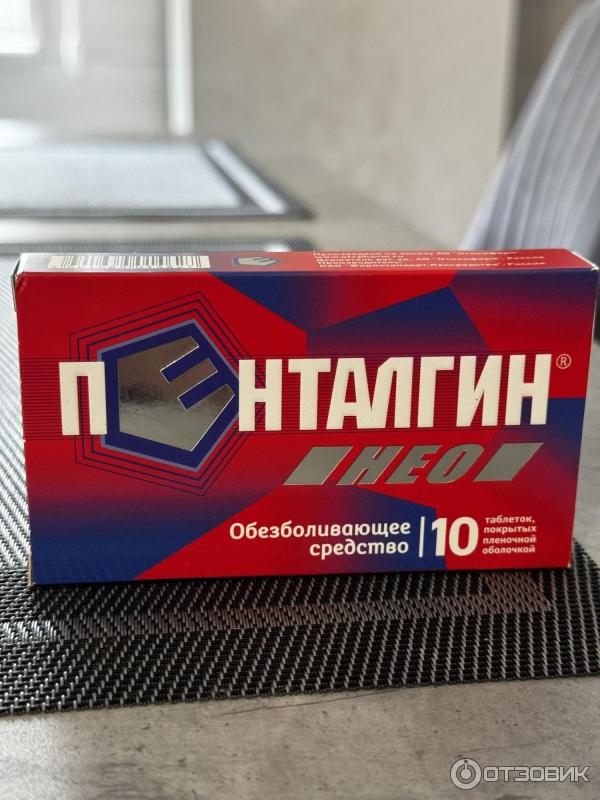 ПЕНТАЛГИН®
НЕО
Обезболивающее
средство
10
таблеток,
покрытых
пленочной
оболочкой
ОТЗОВИК